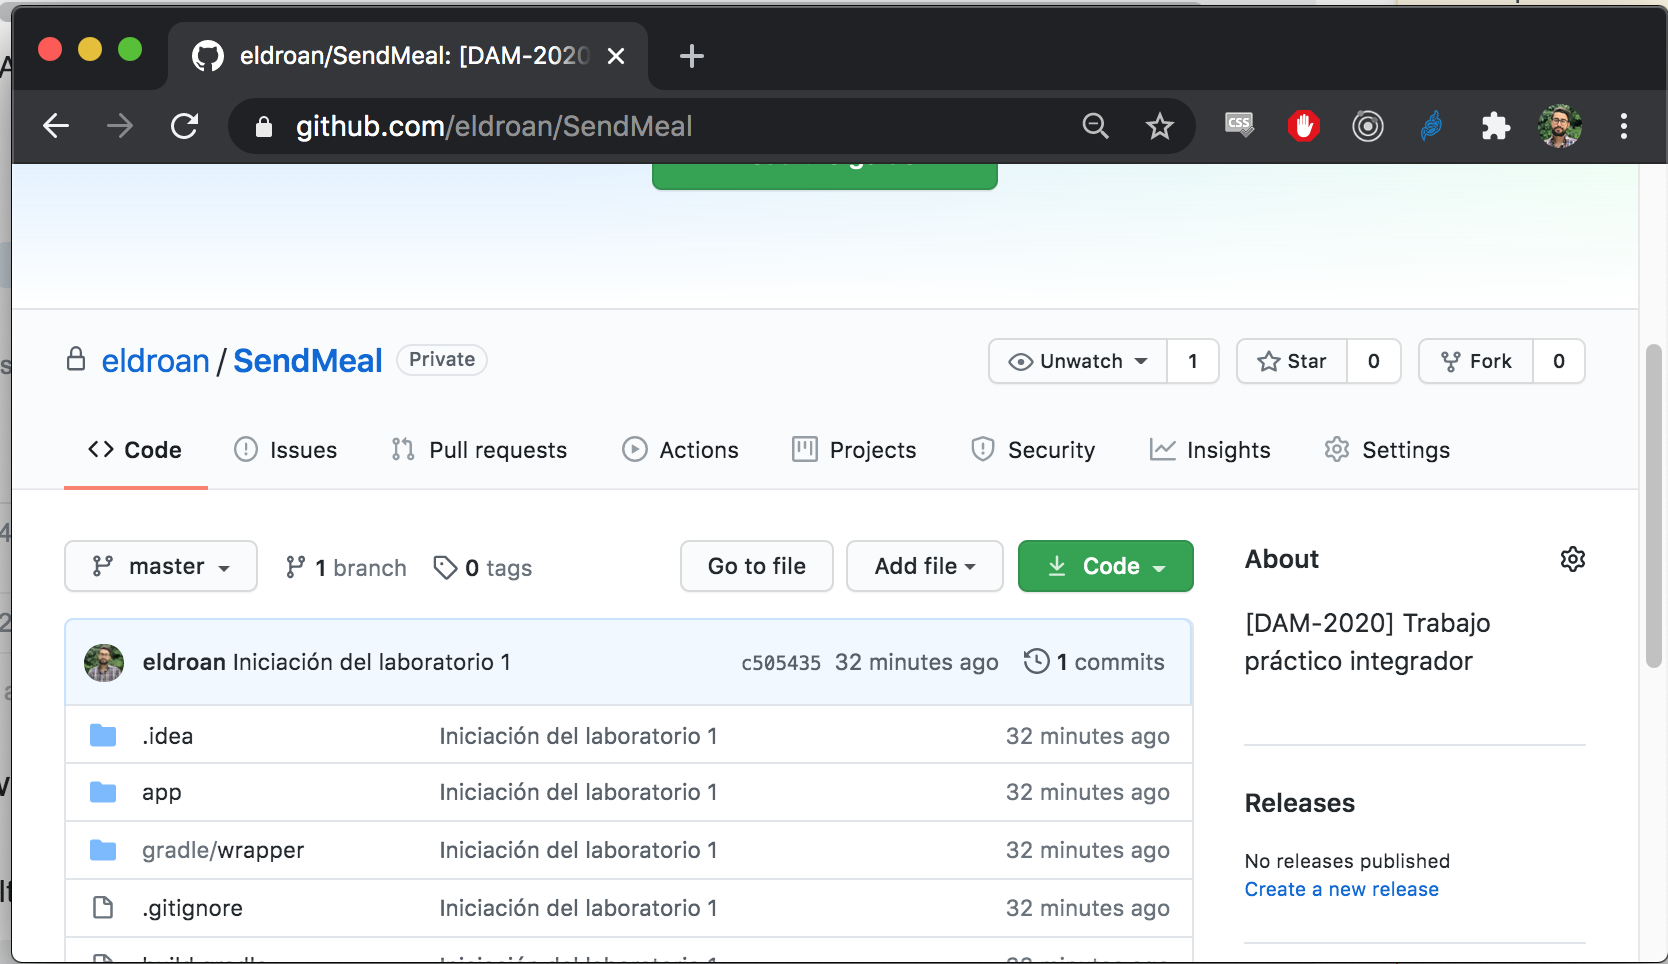 eldroan/SendMeal: [DAM-2020
github.com/eldroan/SendMeal
CSS
eldroan / SendMeal Private
Unwatch 1
Star 0
Fork 0
Code Issues Pull requests Actions Projects Security Insights Settings
master 1 branch 0 tags
Go to file Add file Code
eldroan Iniciación del laboratorio 1 c505435 32 minutes ago 1 commits
.idea Iniciación del laboratorio 1 32 minutes ago
app Iniciación del laboratorio 1 32 minutes ago
gradle/wrapper Iniciación del laboratorio 1 32 minutes ago
.gitignore Iniciación del laboratorio 1 32 minutes ago
About
[DAM-2020] Trabajo
práctico integrador
Releases
No releases published
Create a new release